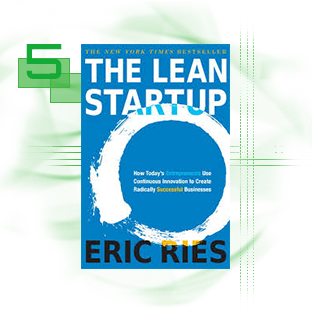 5
THE NEW YORK TIMES BESTSELLER
THE LEAN
STARTUP
How Today's Entrepreneurs Use
Continuous Innovation to Create
Radically Successful Businesses
ERIC RIES